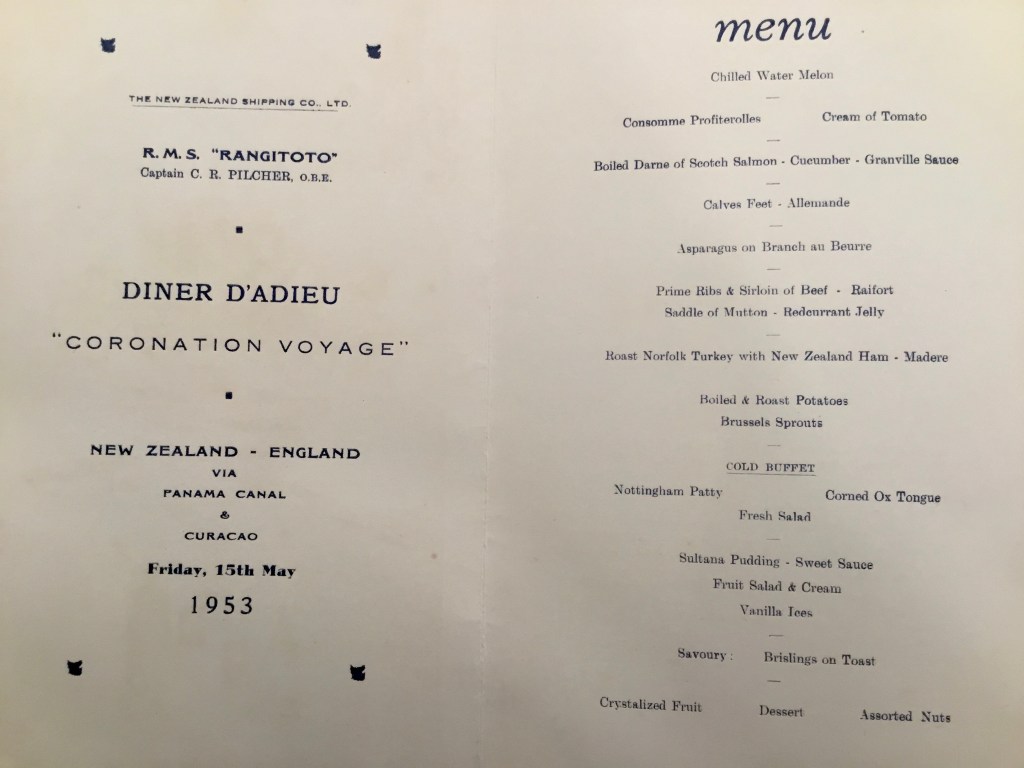 THE NEW ZEALAND SHIPPING CO., LTD.
R. M. S. "RANGITOTO"
Captain C. R. PILCHER, O.B.E.
DINER D'ADIEU
"CORONATION VOYAGE"
NEW ZEALAND - ENGLAND
VIA
PANAMA CANAL
&
CURACAO
Friday, 15th May
1953
menu
Chilled Water Melon
Consomme Profiterolles Cream of Tomato
Boiled Darne of Scotch Salmon - Cucumber - Granville Sauce
Calves Feet - Allemande
Asparagus on Branch au Beurre
Prime Ribs & Sirloin of Beef - Raifort
Saddle of Mutton - Redcurrant Jelly
Roast Norfolk Turkey with New Zealand Ham - Madere
Boiled & Roast Potatoes
Brussels Sprouts
COLD BUFFET
Nottingham Patty Corned Ox Tongue
Fresh Salad
Sultana Pudding - Sweet Sauce
Fruit Salad & Cream
Vanilla Ices
Savoury : Brislings on Toast
Crystalized Fruit Dessert Assorted Nuts